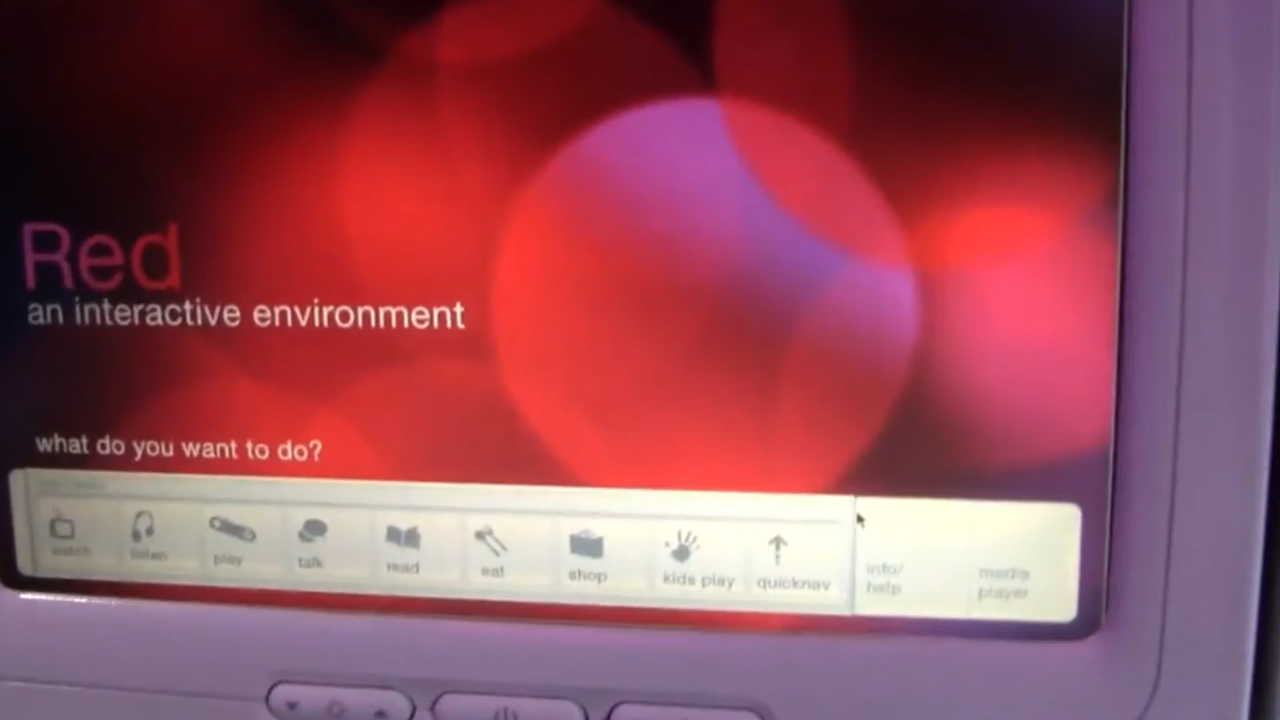 Red
an interactive environment
what do you want to do?
watch listen play talk read eat shop kids play quicknav
info/
help
media
player